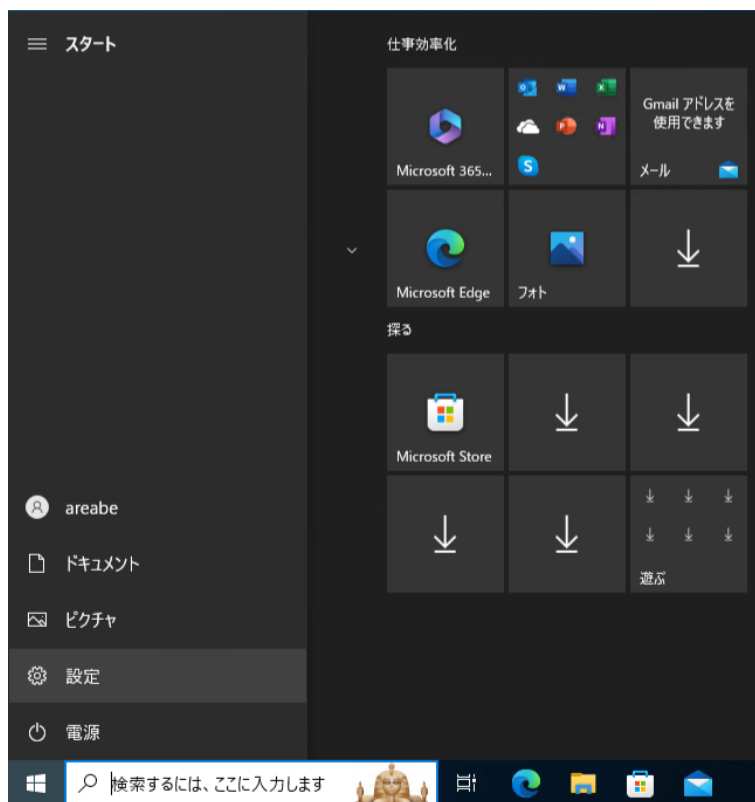 スタート
areabe
ドキュメント
ピクチャ
設定
電源
仕事効率化
Microsoft 365...
Gmail アドレスを
使用できます
メール
Microsoft Edge
フォト
探る
Microsoft Store
遊ぶ
検索するには、ここに入力します